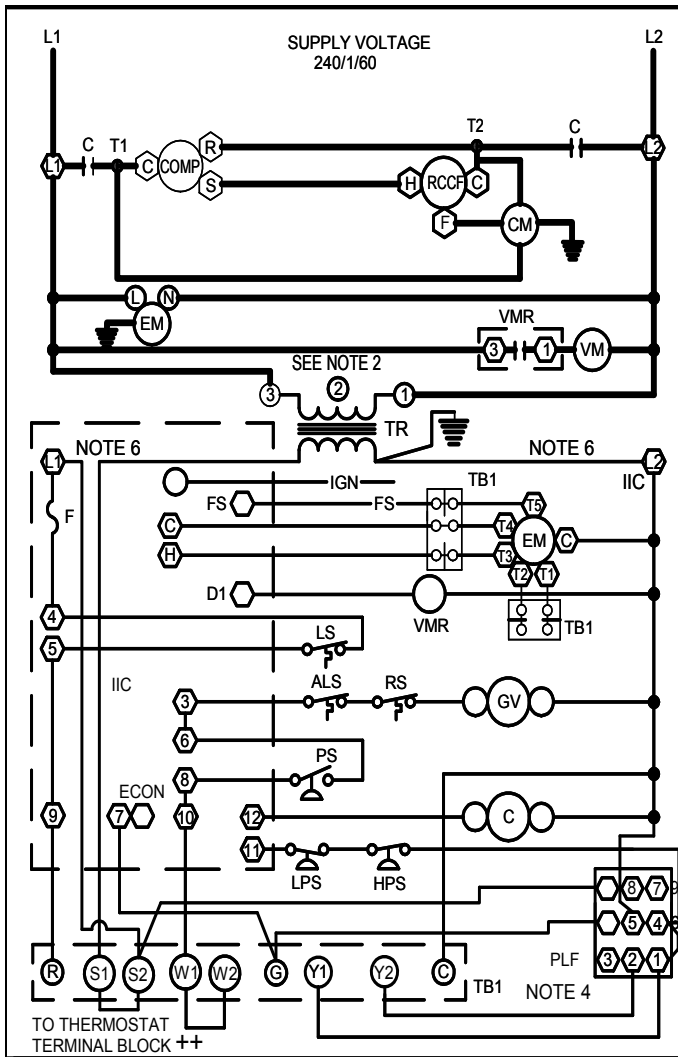 L1 SUPPLY VOLTAGE L2
240/1/60
C T1 T2 C
L1 C COMP R L2
S H RCCF C
F CM
L N
EM VMR
3 1 VM
SEE NOTE 2
3 2 1
TR
NOTE 6 NOTE 6
L1 L2
IGN TB1 IIC
FS FS T5
F C T4 EM C
H T3
T2 T1
D1
VMR TB1
4
5 LS
IIC ALS RS
3 GV
6
PS
8
ECON
9 7 10 12 C
11
LPS HPS
8 7 9
5 4 6
PLF 3 2 1
R S1 S2 W1 W2 G Y1 Y2 C TB1
NOTE 4
TO THERMOSTAT
TERMINAL BLOCK ++